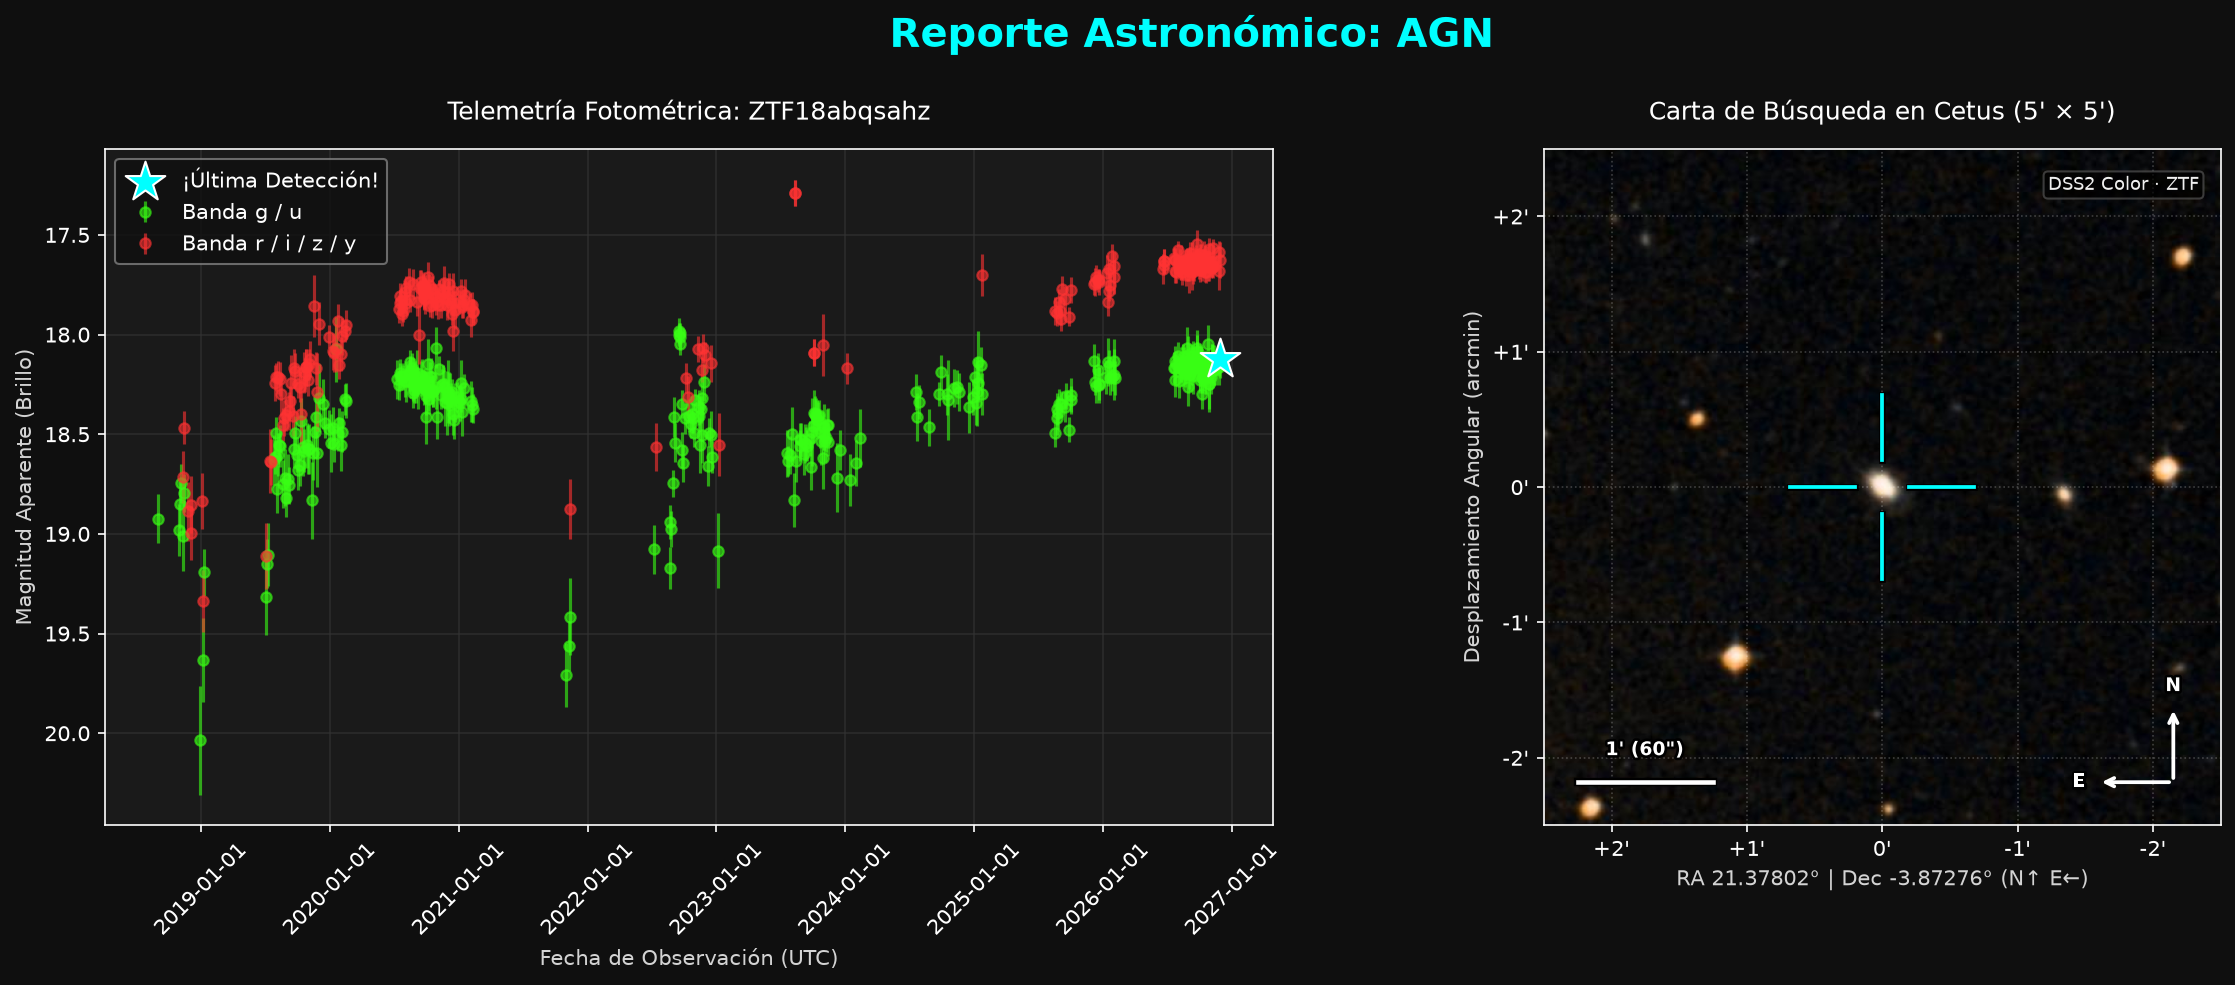 Reporte Astronómico: AGN
Telemetría Fotométrica: ZTF18abqsahz
¡Última Detección!
Banda g / u
Banda r / i / z / y
Magnitud Aparente (Brillo)
17.5
18.0
18.5
19.0
19.5
20.0
2019-01-01
2020-01-01
2021-01-01
2022-01-01
2023-01-01
2024-01-01
2025-01-01
2026-01-01
2027-01-01
Fecha de Observación (UTC)
Carta de Búsqueda en Cetus (5' × 5')
DSS2 Color · ZTF
Desplazamiento Angular (arcmin)
+2'
+1'
0'
-1'
-2'
N
E
1' (60")
+2'
+1'
0'
-1'
-2'
RA 21.37802° | Dec -3.87276° (N↑ E←)